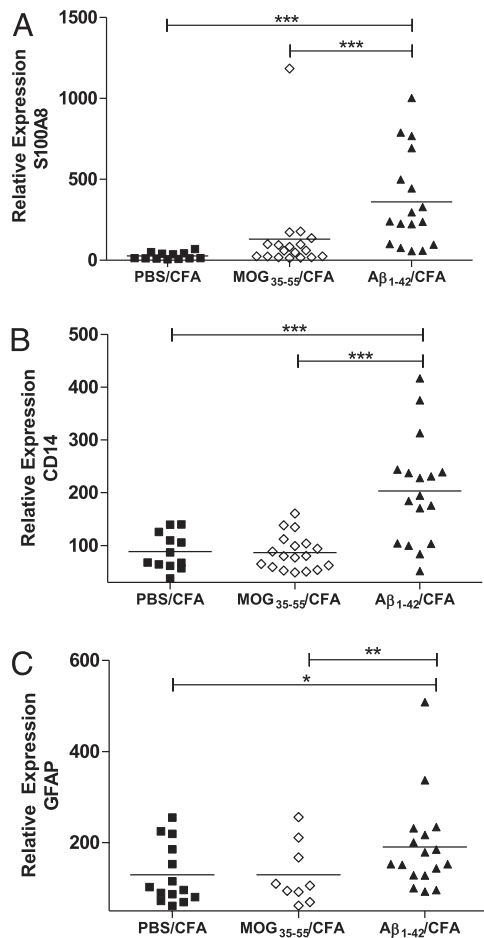 A
Relative Expression
S100A8
1500
1000
500
0
***
***
PBS/CFA MOG35-55/CFA Aβ1-42/CFA
B
Relative Expression
CD14
500
400
300
200
100
***
***
PBS/CFA MOG35-55/CFA Aβ1-42/CFA
C
Relative Expression
GFAP
600
400
200
**
*
PBS/CFA MOG35-55/CFA Aβ1-42/CFA